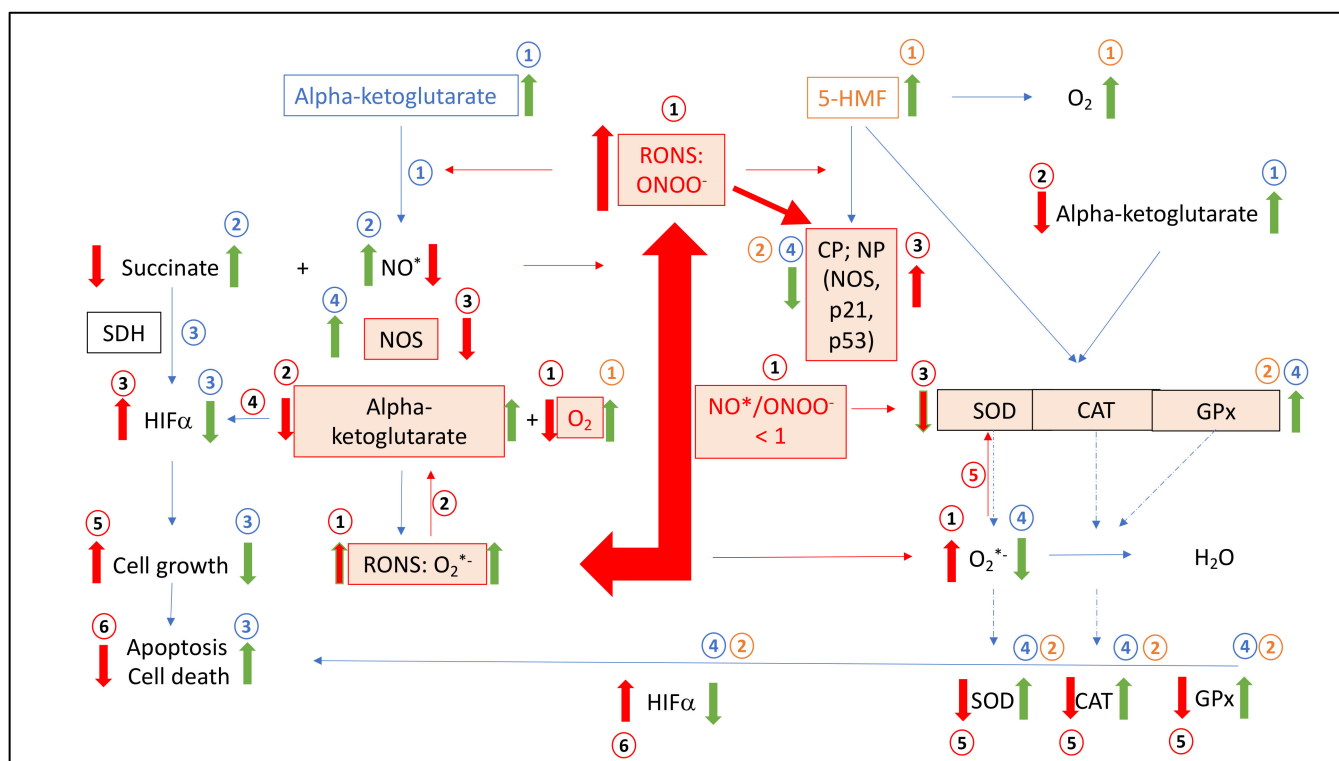 1
1
1
Alpha-ketoglutarate
5-HMF
O2
1
RONS:
ONOO-
1
2
1
Alpha-ketoglutarate
2
2
Succinate
+
NO*
2
4
CP; NP
(NOS,
p21,
p53)
3
4
3
SDH
3
NOS
3
3
4
2
1
1
1
3
2
4
HIFα
Alpha-
ketoglutarate
+
O2
NO*/ONOO-
< 1
SOD
CAT
GPx
5
2
5
3
1
1
4
Cell growth
RONS: O2*-
O2*-
H2O
6
3
Apoptosis
Cell death
4
2
4
2
4
2
4
2
HIFα
SOD
CAT
GPx
6
5
5
5